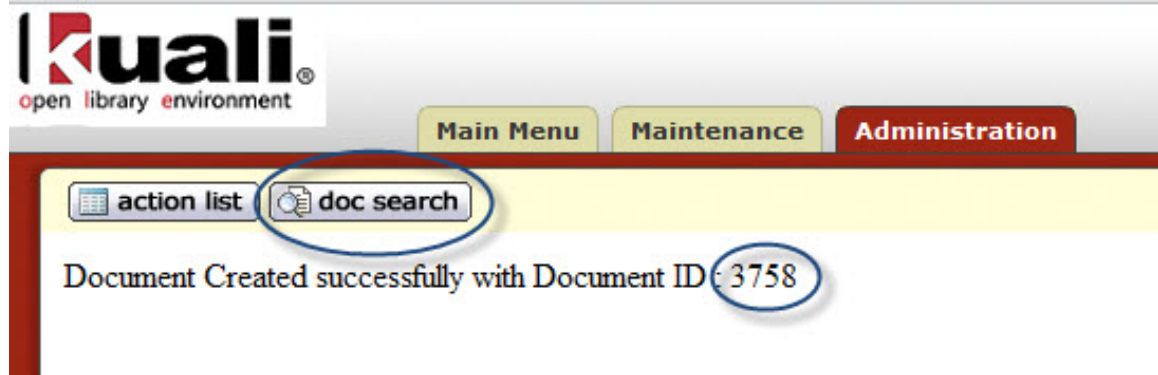 kuali®
open library environment
Main Menu Maintenance Administration
action list doc search
Document Created successfully with Document ID : 3758